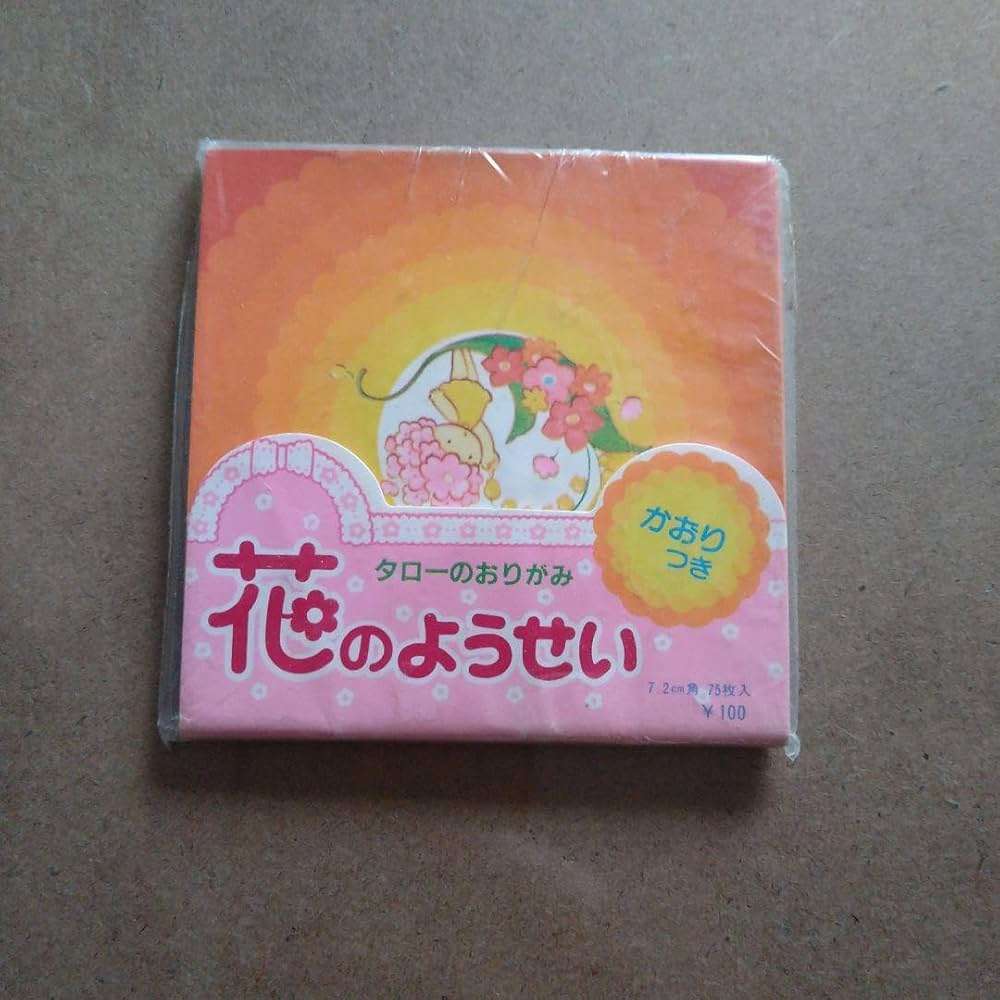 かおり
つき
タローのおりがみ
花のようせい
7.2cm角 75枚入
¥100